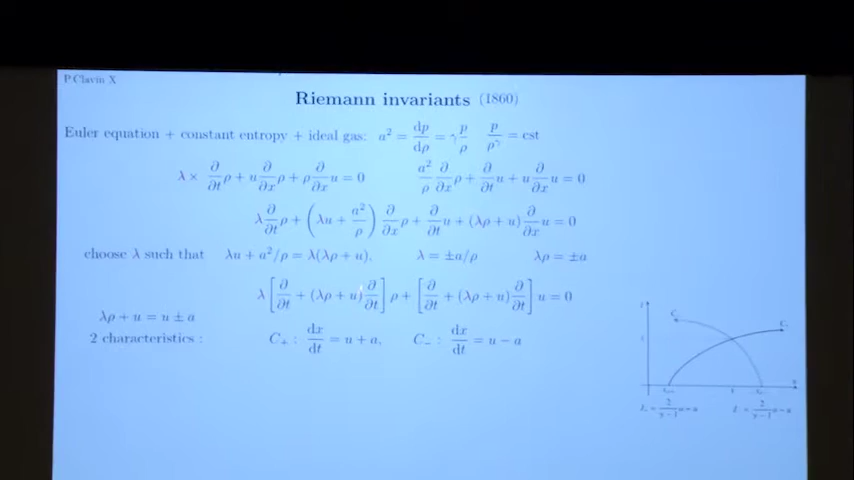 P.Clavin X
Riemann invariants (1860)
Euler equation + constant entropy + ideal gas: a² = dp/dρ = γ p/ρ   p/ρ^γ = cst
λ × ∂/∂t ρ + u ∂/∂x ρ + ρ ∂/∂x u = 0   a²/ρ ∂/∂x ρ + ∂/∂t u + u ∂/∂x u = 0
λ ∂/∂t ρ + (λu + a²/ρ) ∂/∂x ρ + ∂/∂t u + (λρ + u) ∂/∂x u = 0
choose λ such that   λu + a²/ρ = λ(λρ + u),   λ = ±a/ρ   λρ = ±a
λ [∂/∂t + (λρ + u) ∂/∂t] ρ + [∂/∂t + (λρ + u) ∂/∂t] u = 0
λρ + u = u ± a
2 characteristics :   C₊ : dx/dt = u + a,   C₋ : dx/dt = u − a